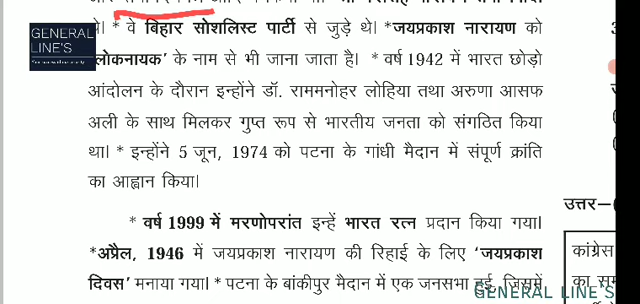 थे। * वे बिहार सोशलिस्ट पार्टी से जुड़े थे। *जयप्रकाश नारायण को
'लोकनायक' के नाम से भी जाना जाता है। * वर्ष 1942 में भारत छोड़ो
आंदोलन के दौरान इन्होंने डॉ. राममनोहर लोहिया तथा अरुणा आसफ
अली के साथ मिलकर गुप्त रूप से भारतीय जनता को संगठित किया
था। * इन्होंने 5 जून, 1974 को पटना के गांधी मैदान में संपूर्ण क्रांति
का आह्वान किया।
* वर्ष 1999 में मरणोपरांत इन्हें भारत रत्न प्रदान किया गया।
*अप्रैल, 1946 में जयप्रकाश नारायण की रिहाई के लिए 'जयप्रकाश
दिवस' मनाया गया। * पटना के बांकीपुर मैदान में एक जनसभा हुई, जिसमें
उत्तर–(
कांग्रेस
का सम
GENERAL
LINE'S
GENERAL LINE'S